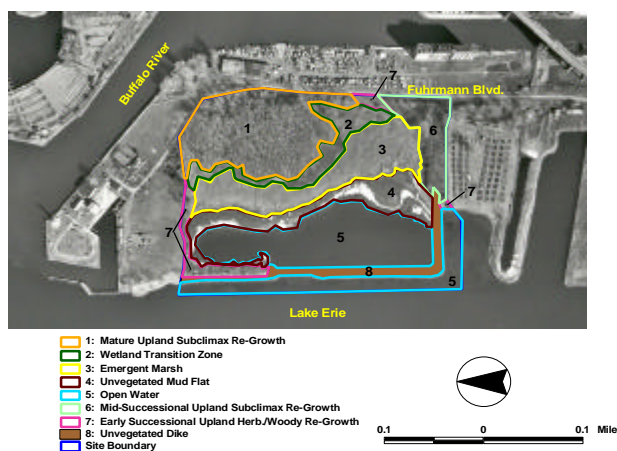 Buffalo River
7
Fuhrmann Blvd.
1
2
6
3
4
7
7
5
8
5
Lake Erie
1: Mature Upland Subclimax Re-Growth
2: Wetland Transition Zone
3: Emergent Marsh
4: Unvegetated Mud Flat
5: Open Water
6: Mid-Successional Upland Subclimax Re-Growth
7: Early Successional Upland Herb./Woody Re-Growth
8: Unvegetated Dike
Site Boundary
0.1 0 0.1 Mile